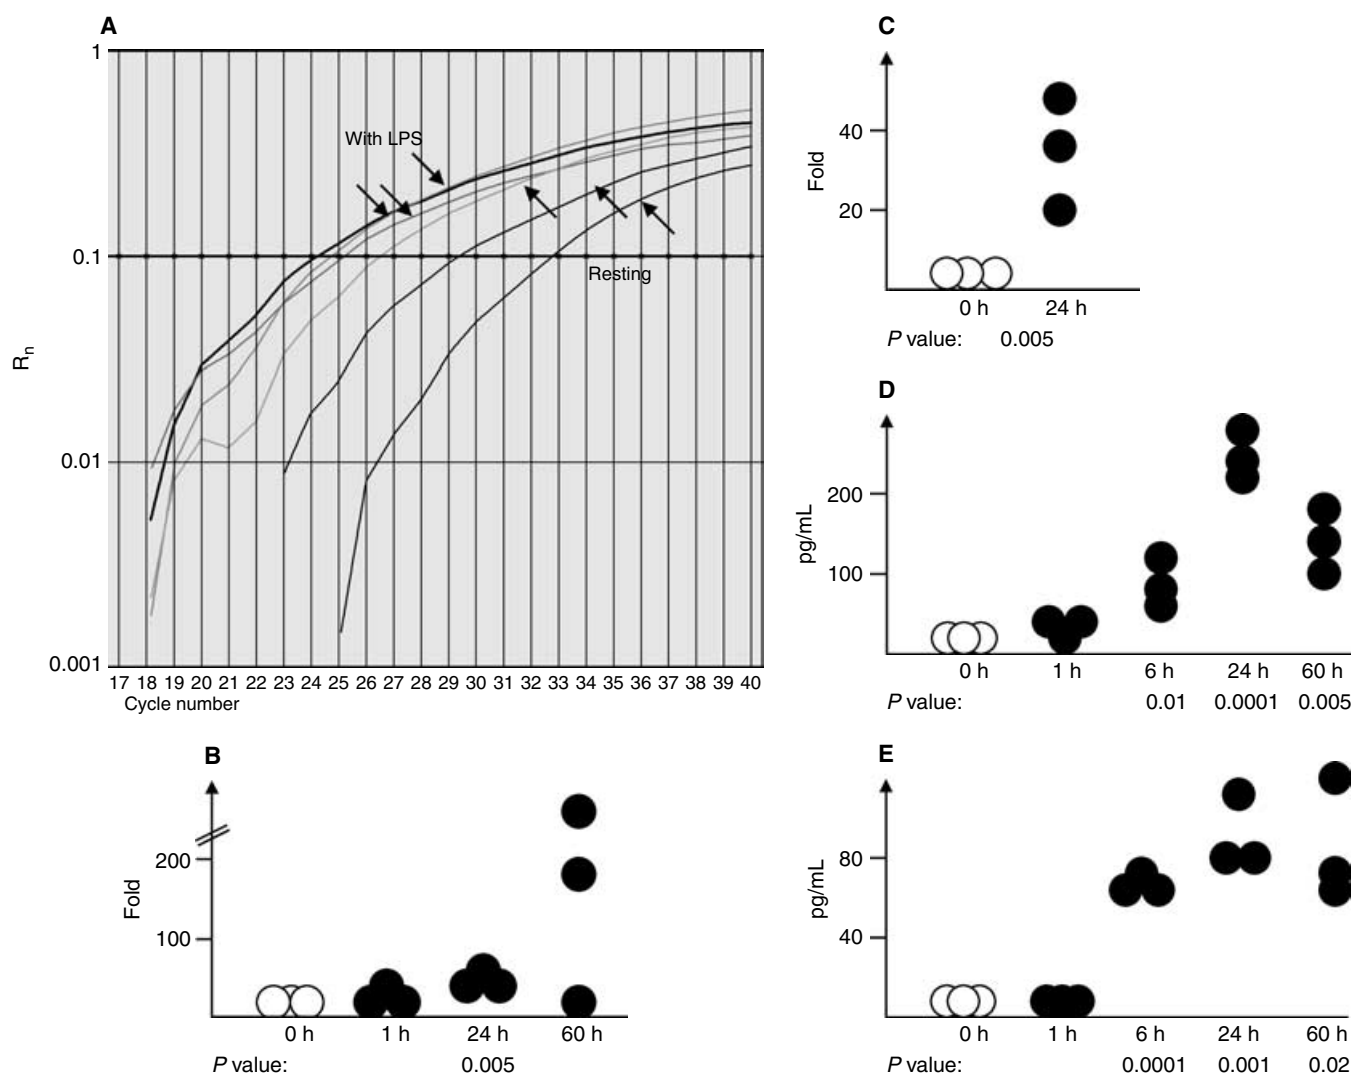 A
1
0.1
0.01
0.001
R_n
With LPS
Resting
17 18 19 20 21 22 23 24 25 26 27 28 29 30 31 32 33 34 35 36 37 38 39 40
Cycle number
B
Fold
200
100
0 h 1 h 24 h 60 h
P value: 0.005
C
Fold
40
20
0 h 24 h
P value: 0.005
D
pg/mL
200
100
0 h 1 h 6 h 24 h 60 h
P value: 0.01 0.0001 0.005
E
pg/mL
80
40
0 h 1 h 6 h 24 h 60 h
P value: 0.0001 0.001 0.02